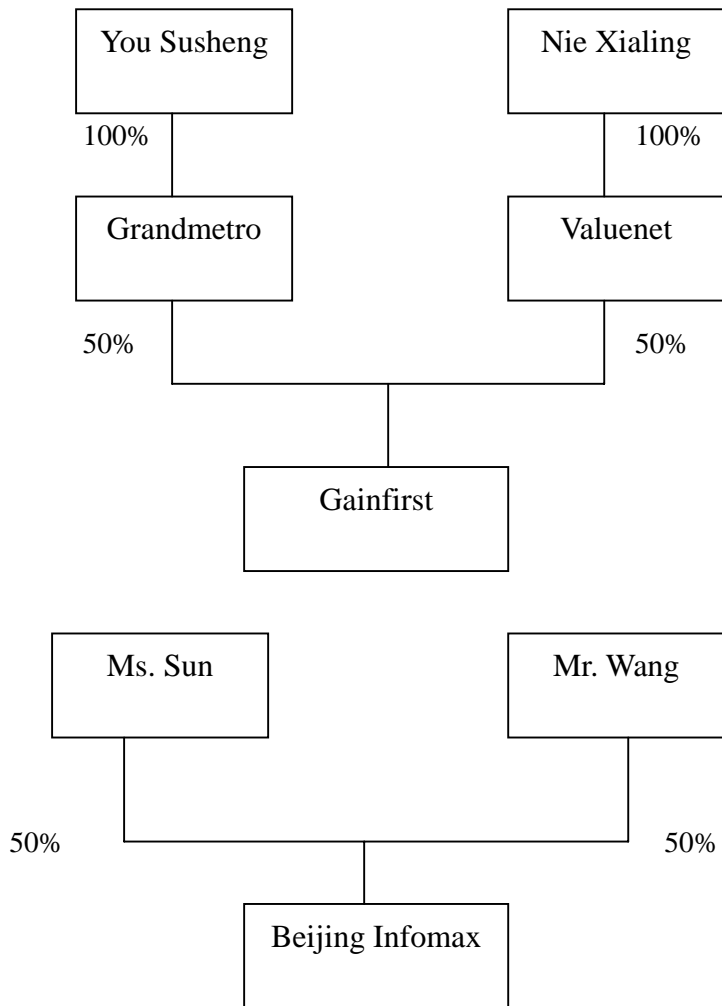 You Susheng
Nie Xialing
100%
100%
Grandmetro
Valuenet
50%
50%
Gainfirst
Ms. Sun
Mr. Wang
50%
50%
Beijing Infomax